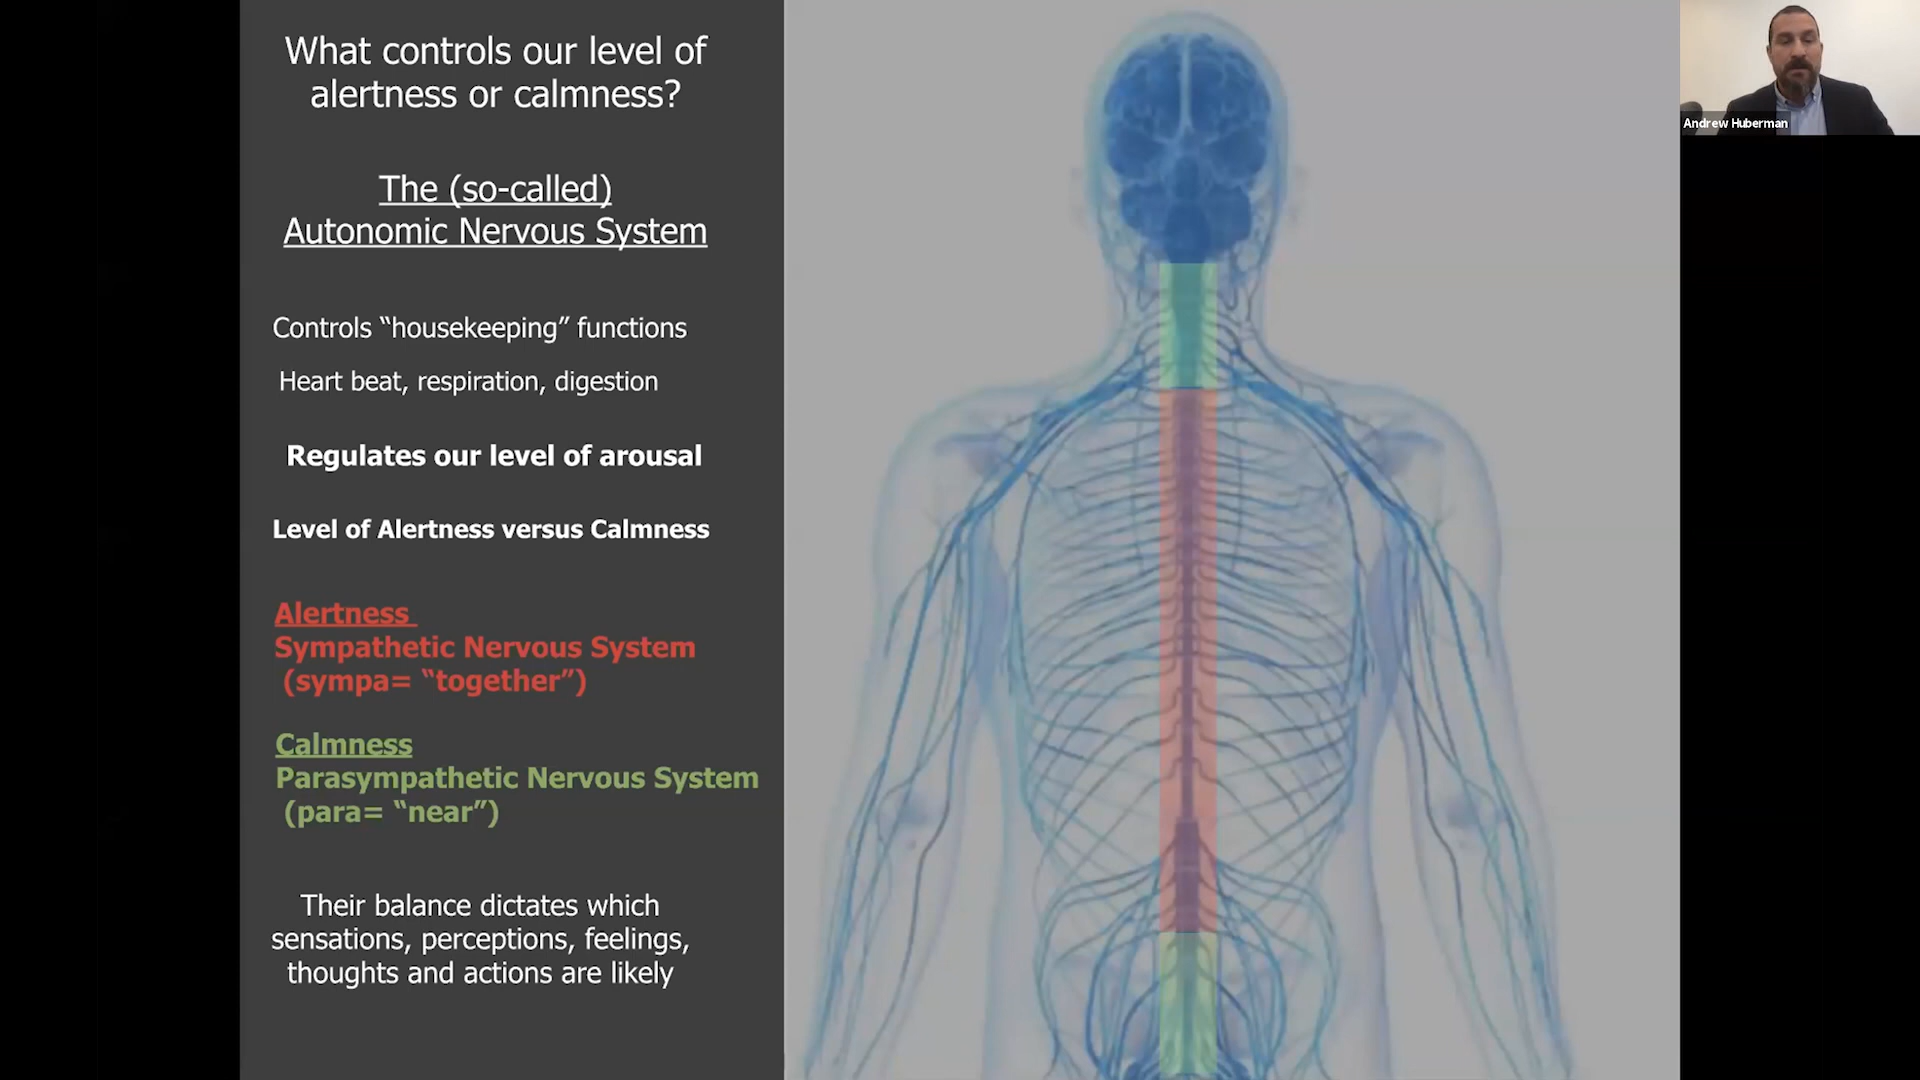 What controls our level of
alertness or calmness?
The (so-called)
Autonomic Nervous System
Controls “housekeeping” functions
Heart beat, respiration, digestion
Regulates our level of arousal
Level of Alertness versus Calmness
Alertness
Sympathetic Nervous System
(sympa= “together”)
Calmness
Parasympathetic Nervous System
(para= “near”)
Their balance dictates which
sensations, perceptions, feelings,
thoughts and actions are likely
Andrew Huberman